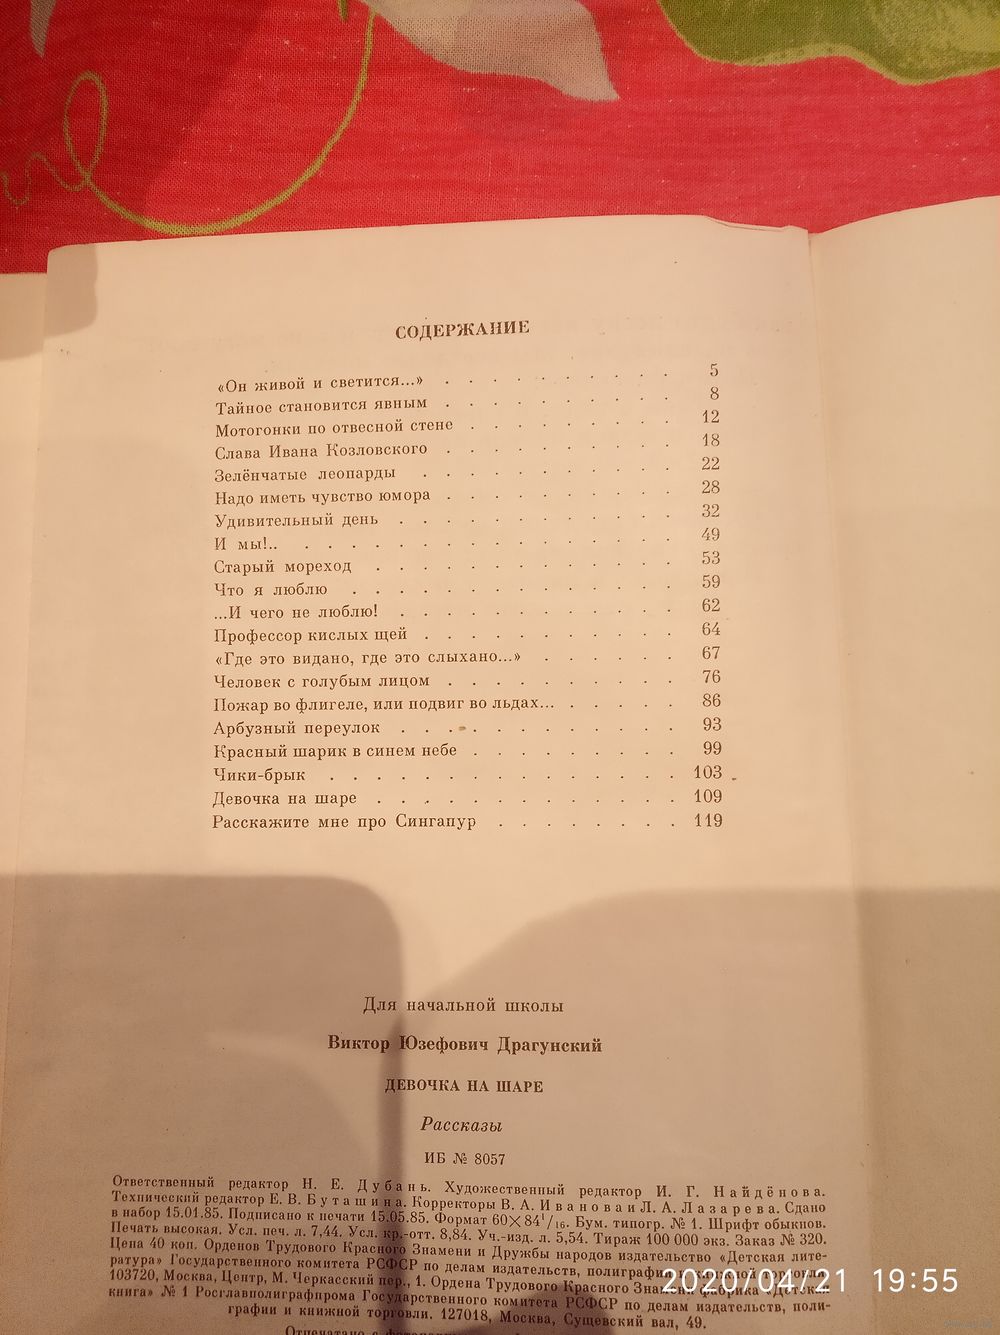 СОДЕРЖАНИЕ
«Он живой и светится...» . . . . . . . . . . 5
Тайное становится явным . . . . . . . . . . 8
Мотогонки по отвесной стене . . . . . . . . . 12
Слава Ивана Козловского . . . . . . . . . . 18
Зелёнчатые леопарды . . . . . . . . . . . 22
Надо иметь чувство юмора . . . . . . . . . . 28
Удивительный день . . . . . . . . . . . . 32
И мы!.. . . . . . . . . . . . . . . . . 49
Старый мореход . . . . . . . . . . . . . 53
Что я люблю . . . . . . . . . . . . . . 59
...И чего не люблю! . . . . . . . . . . . . 62
Профессор кислых щей . . . . . . . . . . . 64
«Где это видано, где это слыхано...» . . . . . . 67
Человек с голубым лицом . . . . . . . . . . 76
Пожар во флигеле, или подвиг во льдах... . . . . . 86
Арбузный переулок . . . . . . . . . . . . 93
Красный шарик в синем небе . . . . . . . . . 99
Чики-брык . . . . . . . . . . . . . . . 103
Девочка на шаре . . . . . . . . . . . . . 109
Расскажите мне про Сингапур . . . . . . . . 119
Для начальной школы
Виктор Юзефович Драгунский
ДЕВОЧКА НА ШАРЕ
Рассказы
ИБ № 8057
Ответственный редактор Н. Е. Дубань. Художественный редактор И. Г. Найдёнова.
Технический редактор Е. В. Буташина. Корректоры В. А. Иванова и Л. А. Лазарева. Сдано
в набор 15.01.85. Подписано к печати 15.05.85. Формат 60×84¹/₁₆. Бум. типогр. № 1. Шрифт обыкнов.
Печать высокая. Усл. печ. л. 7,44. Усл. кр.-отт. 8,84. Уч.-изд. л. 5,54. Тираж 100 000 экз. Заказ № 320.
Цена 40 коп. Орденов Трудового Красного Знамени и Дружбы народов издательство «Детская лите-
ратура» Государственного комитета РСФСР по делам издательств, полиграфии и книжной торговли.
103720, Москва, Центр, М. Черкасский пер., 1. Ордена Трудового Красного Знамени фабрика «Детская
книга» № 1 Росглавполиграфпрома Государственного комитета РСФСР по делам издательств, поли-
графии и книжной торговли. 127018, Москва, Сущевский вал, 49.
Отпечатано с
2020/04/21 19:55